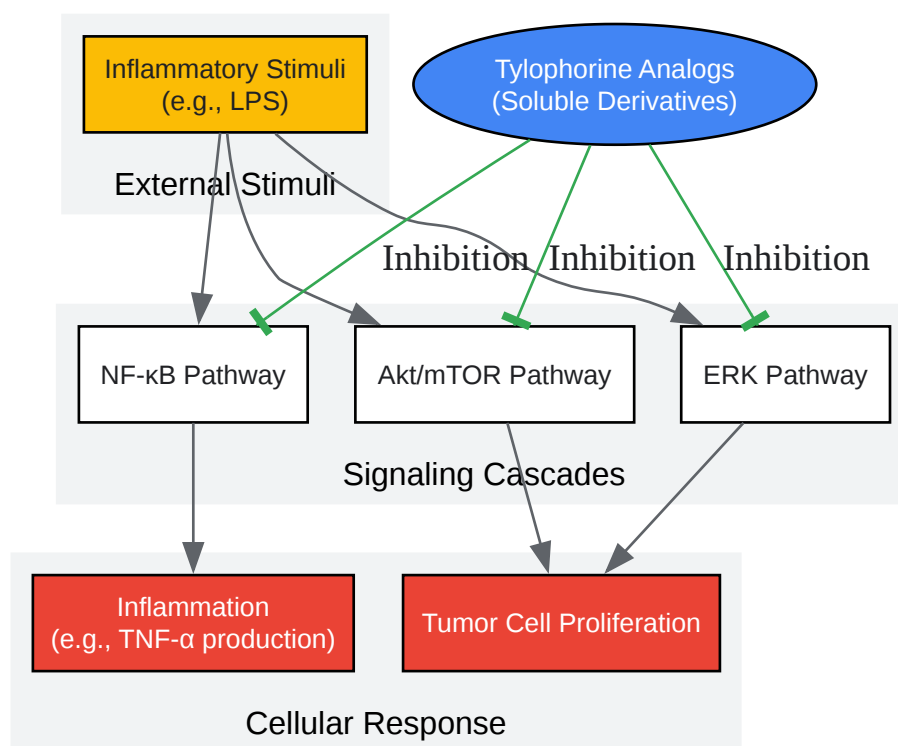 Inflammatory Stimuli
(e.g., LPS)
Tylophorine Analogs
(Soluble Derivatives)
External Stimuli
Inhibition
Inhibition
Inhibition
NF-κB Pathway
Akt/mTOR Pathway
ERK Pathway
Signaling Cascades
Inflammation
(e.g., TNF-α production)
Tumor Cell Proliferation
Cellular Response